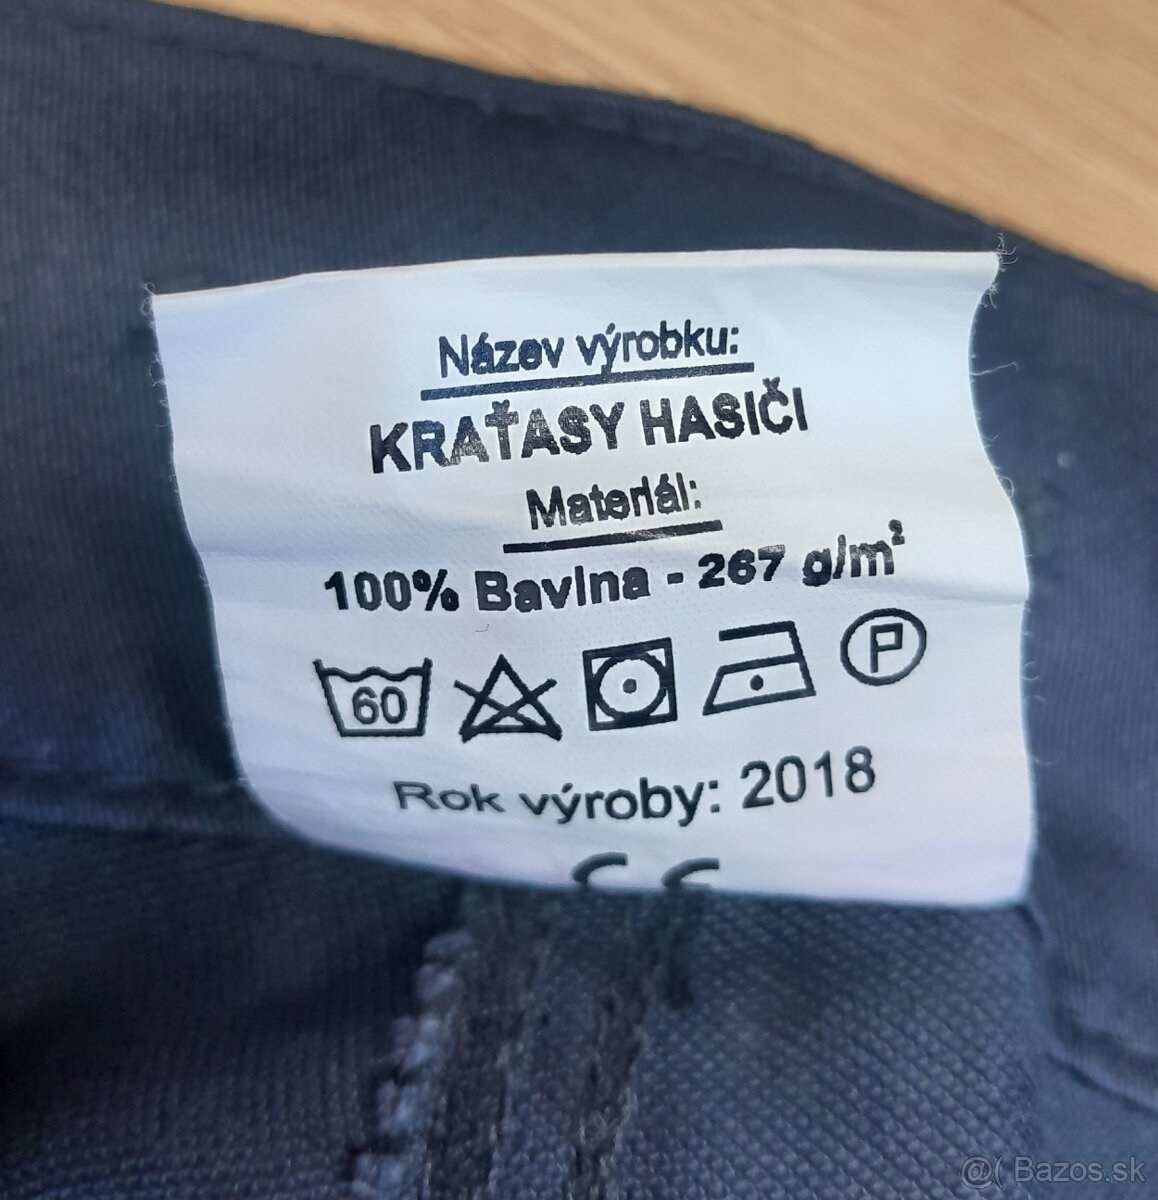 Název výrobku:
KRAŤASY HASIČI
Materiál:
100% Bavlna - 267 g/m²
60
P
Rok výroby: 2018
CE
@( Bazos.sk